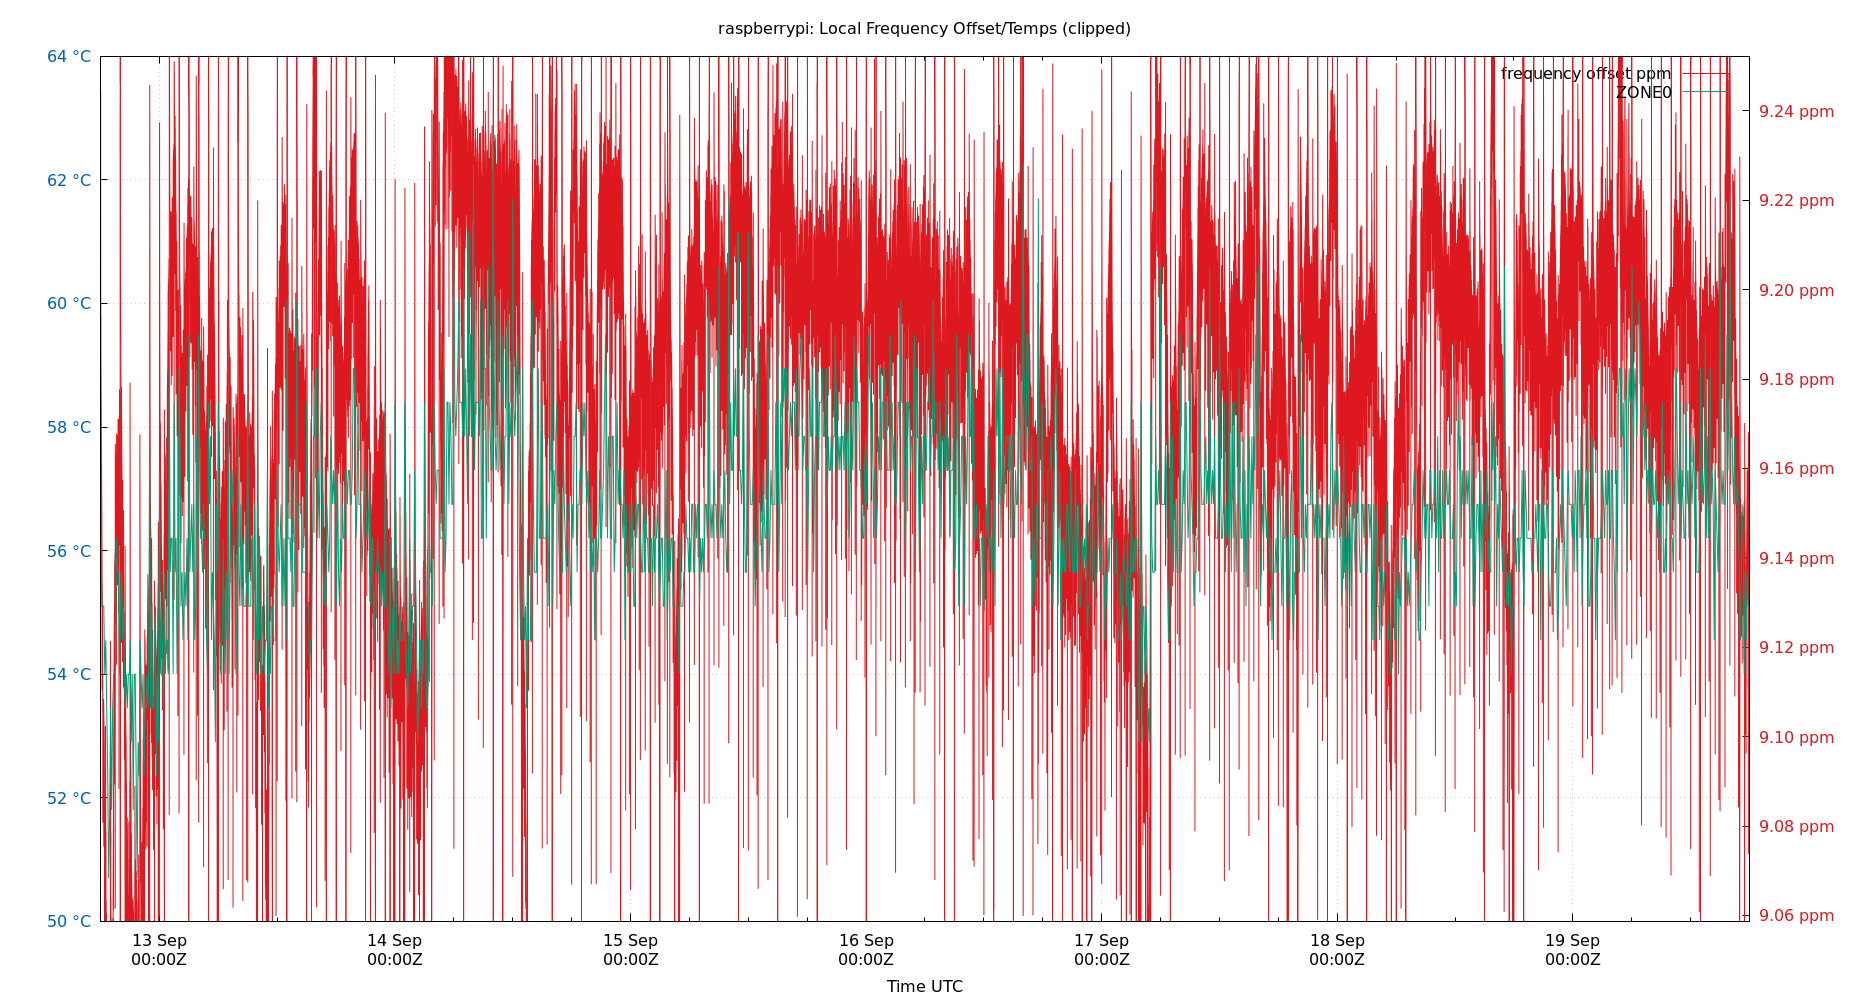 raspberrypi: Local Frequency Offset/Temps (clipped)
64 °C
62 °C
60 °C
58 °C
56 °C
54 °C
52 °C
50 °C
frequency offset ppm
ZONE0
9.24 ppm
9.22 ppm
9.20 ppm
9.18 ppm
9.16 ppm
9.14 ppm
9.12 ppm
9.10 ppm
9.08 ppm
9.06 ppm
13 Sep
00:00Z
14 Sep
00:00Z
15 Sep
00:00Z
16 Sep
00:00Z
17 Sep
00:00Z
18 Sep
00:00Z
19 Sep
00:00Z
Time UTC